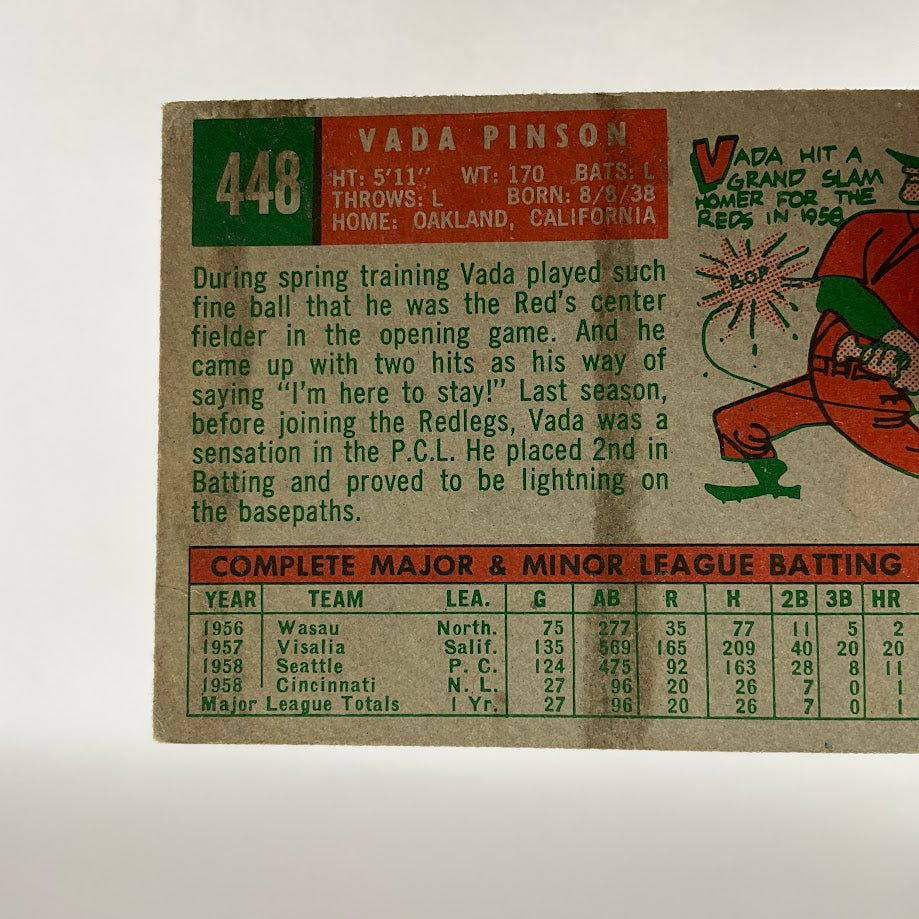 448
VADA PINSON
HT: 5'11" WT: 170 BATS: L
THROWS: L BORN: 8/8/38
HOME: OAKLAND, CALIFORNIA
VADA HIT A
GRAND SLAM
HOMER FOR THE
REDS IN 1958
BOP
During spring training Vada played such
fine ball that he was the Red's center
fielder in the opening game. And he
came up with two hits as his way of
saying "I'm here to stay!" Last season,
before joining the Redlegs, Vada was a
sensation in the P.C.L. He placed 2nd in
Batting and proved to be lightning on
the basepaths.
COMPLETE MAJOR & MINOR LEAGUE BATTING
YEAR TEAM LEA. G AB R H 2B 3B HR
1956 Wasau North. 75 277 35 77 11 5 2
1957 Visalia Salif. 135 569 165 209 40 20 20
1958 Seattle P. C. 124 475 92 163 28 8 11
1958 Cincinnati N. L. 27 96 20 26 7 0 1
Major League Totals 1 Yr. 27 96 20 26 7 0 1